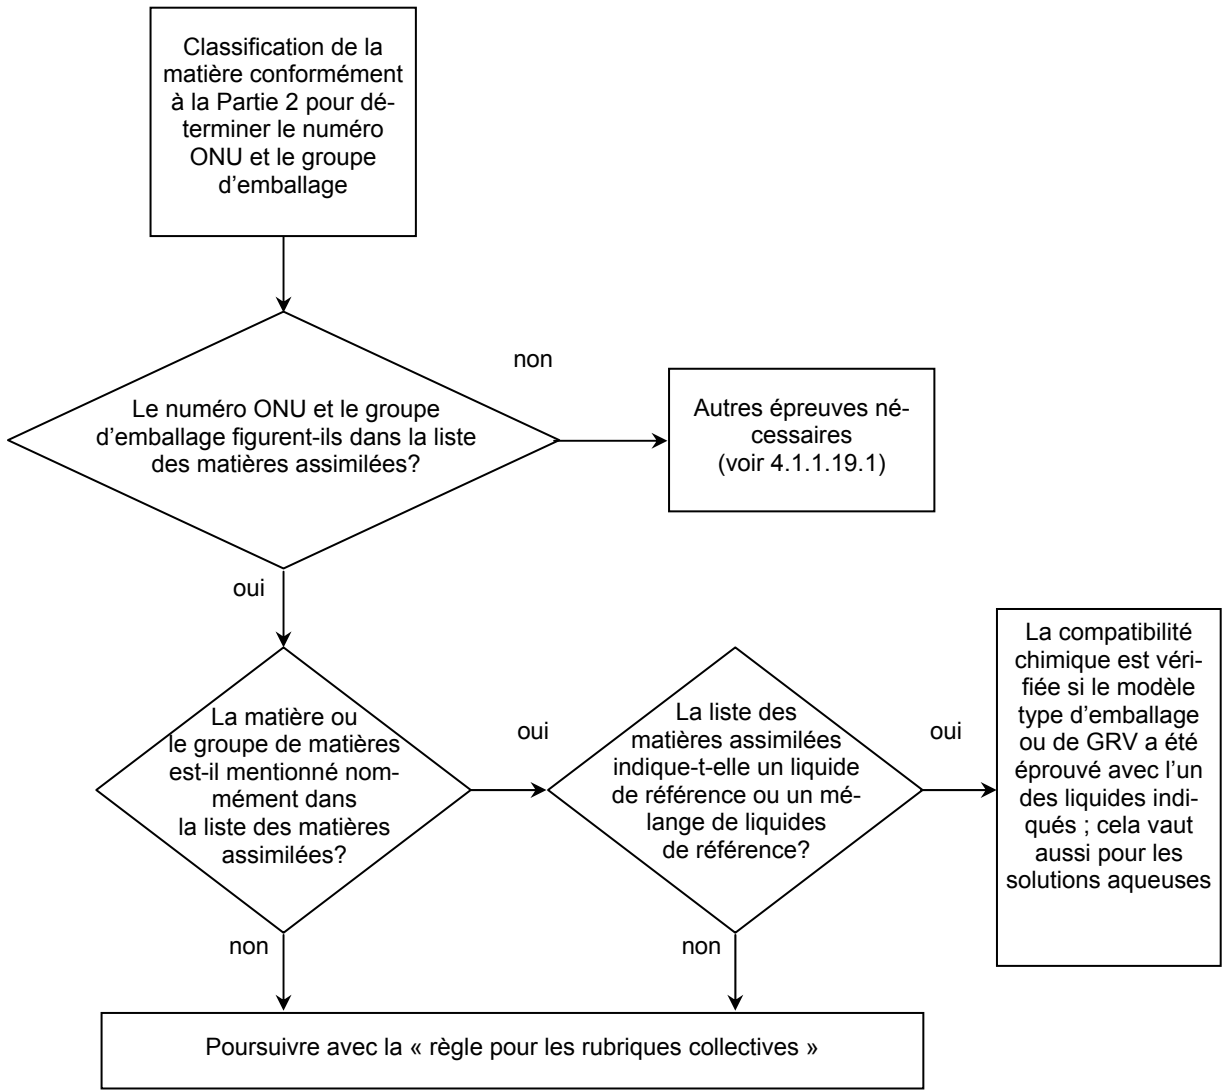 Classification de la
matière conformément
à la Partie 2 pour dé-
terminer le numéro
ONU et le groupe
d'emballage
non
Le numéro ONU et le groupe
d'emballage figurent-ils dans la liste
des matières assimilées?
Autres épreuves né-
cessaires
(voir 4.1.1.19.1)
oui
La matière ou
le groupe de matières
est-il mentionné nom-
mément dans
la liste des matières
assimilées?
oui
La liste des
matières assimilées
indique-t-elle un liquide
de référence ou un mé-
lange de liquides
de référence?
oui
La compatibilité
chimique est véri-
fiée si le modèle
type d'emballage
ou de GRV a été
éprouvé avec l'un
des liquides indi-
qués ; cela vaut
aussi pour les
solutions aqueuses
non
non
Poursuivre avec la « règle pour les rubriques collectives »